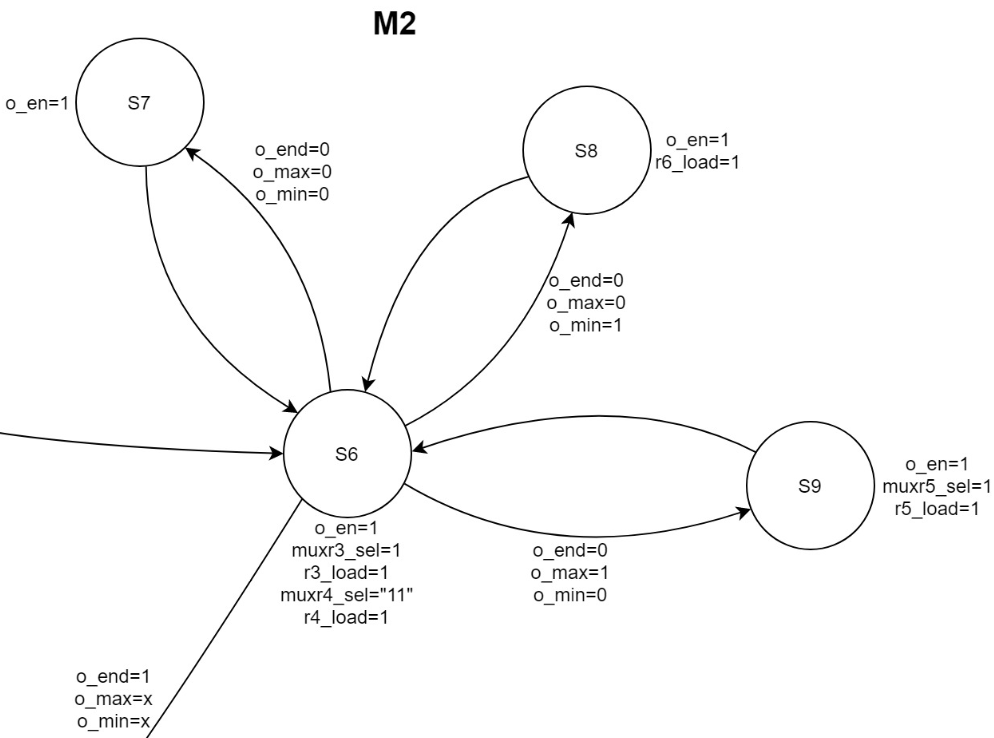 M2
S7
o_en=1
o_end=0
o_max=0
o_min=0
S8
o_en=1
r6_load=1
o_end=0
o_max=0
o_min=1
S6
o_en=1
muxr3_sel=1
r3_load=1
muxr4_sel="11"
r4_load=1
S9
o_en=1
muxr5_sel=1
r5_load=1
o_end=0
o_max=1
o_min=0
o_end=1
o_max=x
o_min=x